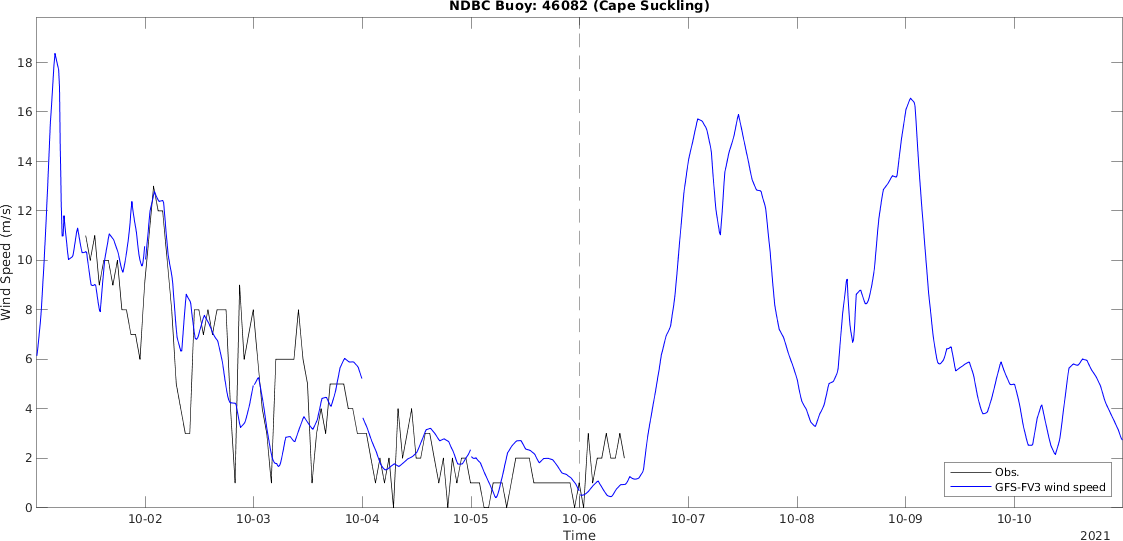 NDBC Buoy: 46082 (Cape Suckling)
Wind Speed (m/s)
18
16
14
12
10
8
6
4
2
0
10-02 10-03 10-04 10-05 10-06 10-07 10-08 10-09 10-10
Time
2021
Obs.
GFS-FV3 wind speed